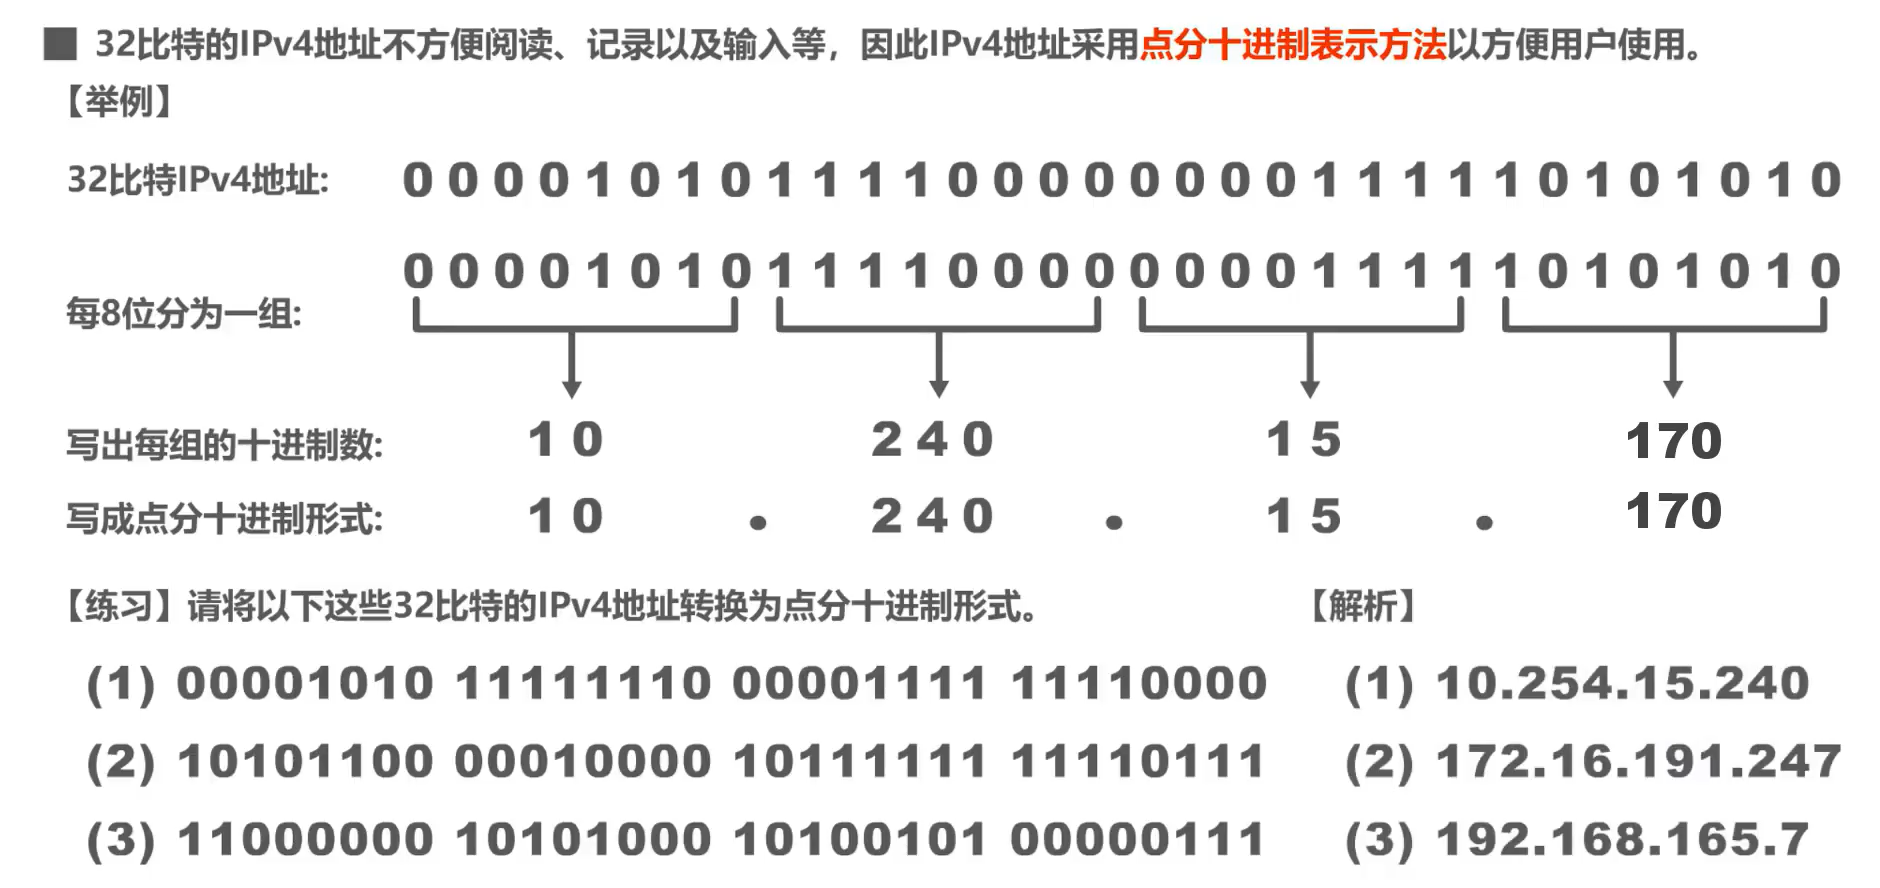 ■ 32比特的IPv4地址不方便阅读、记录以及输入等，因此IPv4地址采用点分十进制表示方法以方便用户使用。
【举例】
32比特IPv4地址: 0 0 0 0 1 0 1 0 1 1 1 1 0 0 0 0 0 0 0 0 1 1 1 1 1 0 1 0 1 0 1 0
0 0 0 0 1 0 1 0 1 1 1 1 0 0 0 0 0 0 0 0 1 1 1 1 1 0 1 0 1 0 1 0
每8位分为一组:
写出每组的十进制数: 10 240 15 170
写成点分十进制形式: 10 . 240 . 15 . 170
【练习】请将以下这些32比特的IPv4地址转换为点分十进制形式。 【解析】
(1) 00001010 11111110 00001111 11110000 (1) 10.254.15.240
(2) 10101100 00010000 10111111 11110111 (2) 172.16.191.247
(3) 11000000 10101000 10100101 00000111 (3) 192.168.165.7